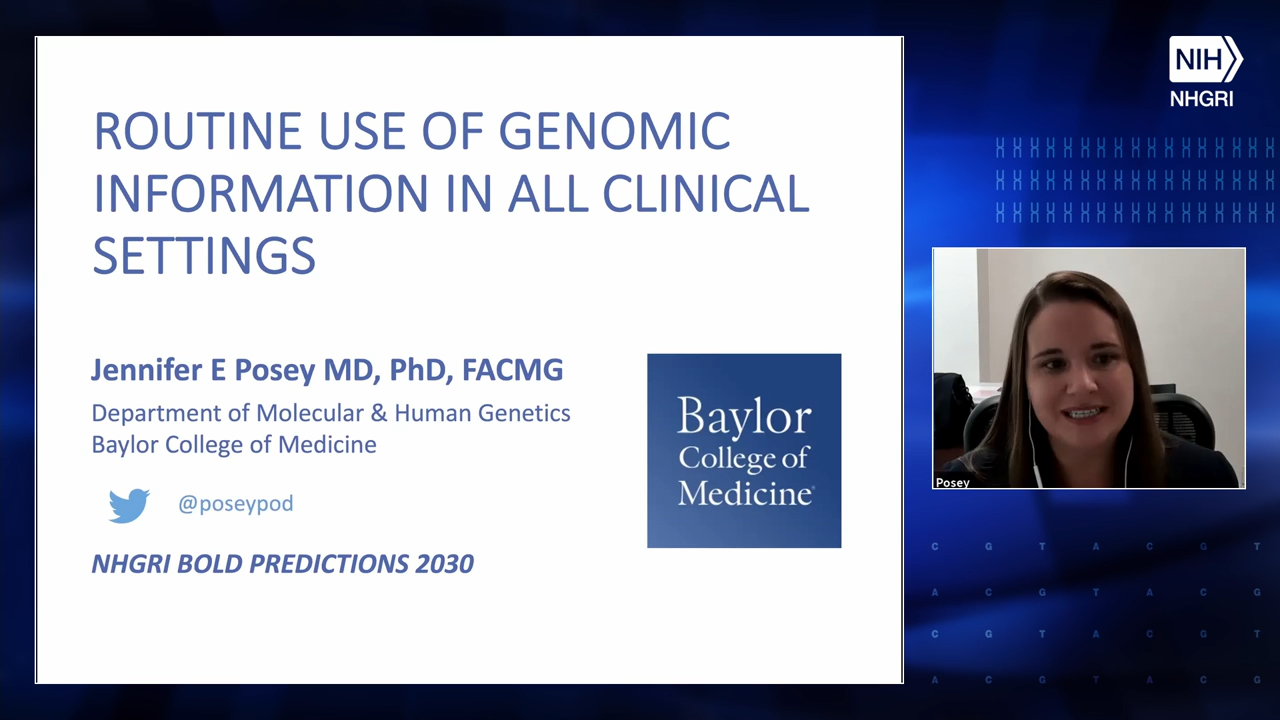 ROUTINE USE OF GENOMIC
INFORMATION IN ALL CLINICAL
SETTINGS
Jennifer E Posey MD, PhD, FACMG
Department of Molecular & Human Genetics
Baylor College of Medicine
@poseypod
NHGRI BOLD PREDICTIONS 2030
Baylor
College of
Medicine
NIH
NHGRI
Posey
C G T A C G T
A C G T A C G
C G T A C G T
A C G T A C G